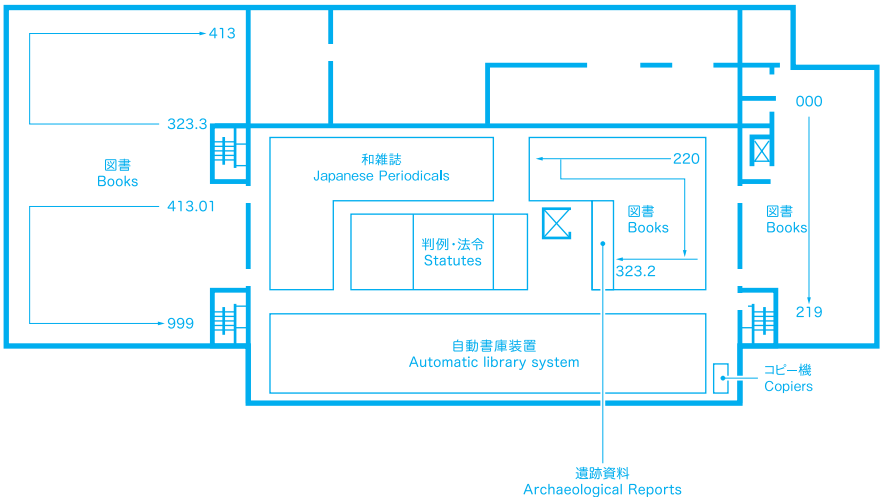 413
323.3
図書
Books
413.01
999
和雑誌
Japanese Periodicals
判例・法令
Statutes
220
図書
Books
323.2
000
図書
Books
219
自動書庫装置
Automatic library system
コピー機
Copiers
遺跡資料
Archaeological Reports